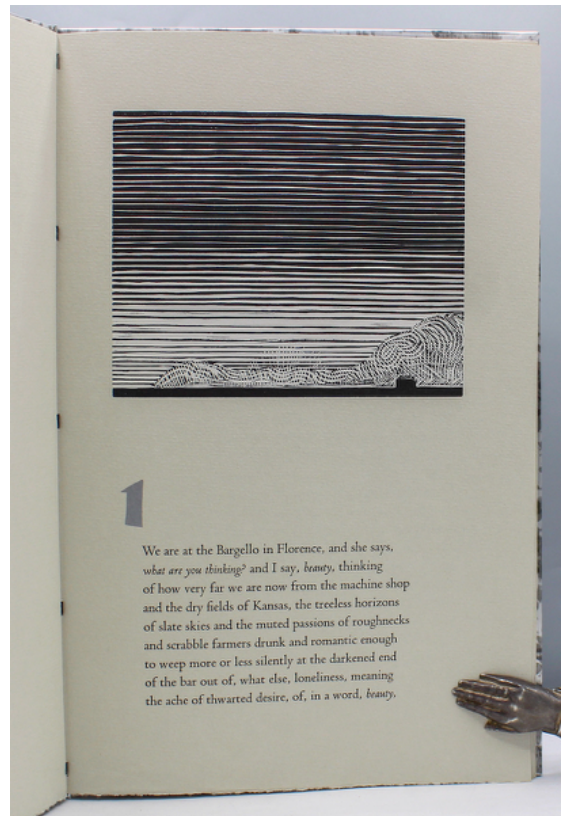 1
We are at the Bargello in Florence, and she says,
what are you thinking? and I say, beauty, thinking
of how very far we are now from the machine shop
and the dry fields of Kansas, the treeless horizons
of slate skies and the muted passions of roughnecks
and scrabble farmers drunk and romantic enough
to weep more or less silently at the darkened end
of the bar out of, what else, loneliness, meaning
the ache of thwarted desire, of, in a word, beauty,